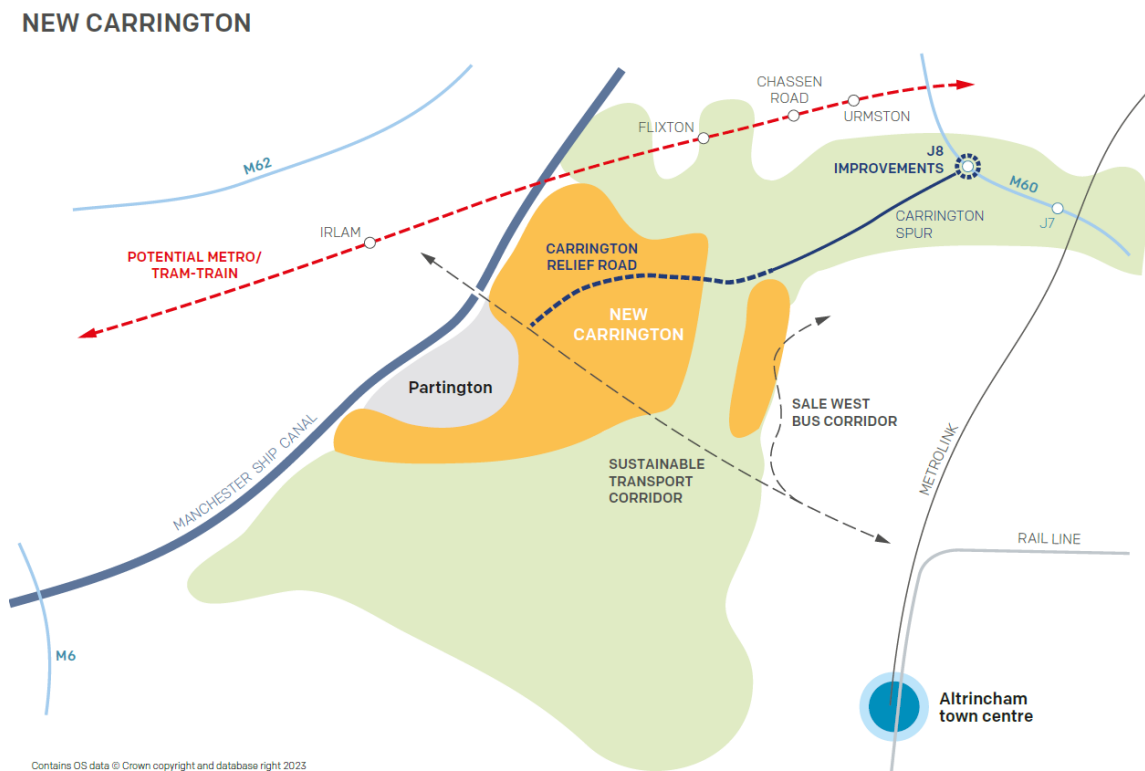 NEW CARRINGTON
CHASSEN
ROAD
URMSTON
FLIXTON
J8
IMPROVEMENTS
M62
M60
J7
CARRINGTON
SPUR
IRLAM
POTENTIAL METRO/
TRAM-TRAIN
CARRINGTON
RELIEF ROAD
NEW
CARRINGTON
Partington
SALE WEST
BUS CORRIDOR
MANCHESTER SHIP CANAL
SUSTAINABLE
TRANSPORT
CORRIDOR
METROLINK
RAIL LINE
M6
Altrincham
town centre
Contains OS data © Crown copyright and database right 2023